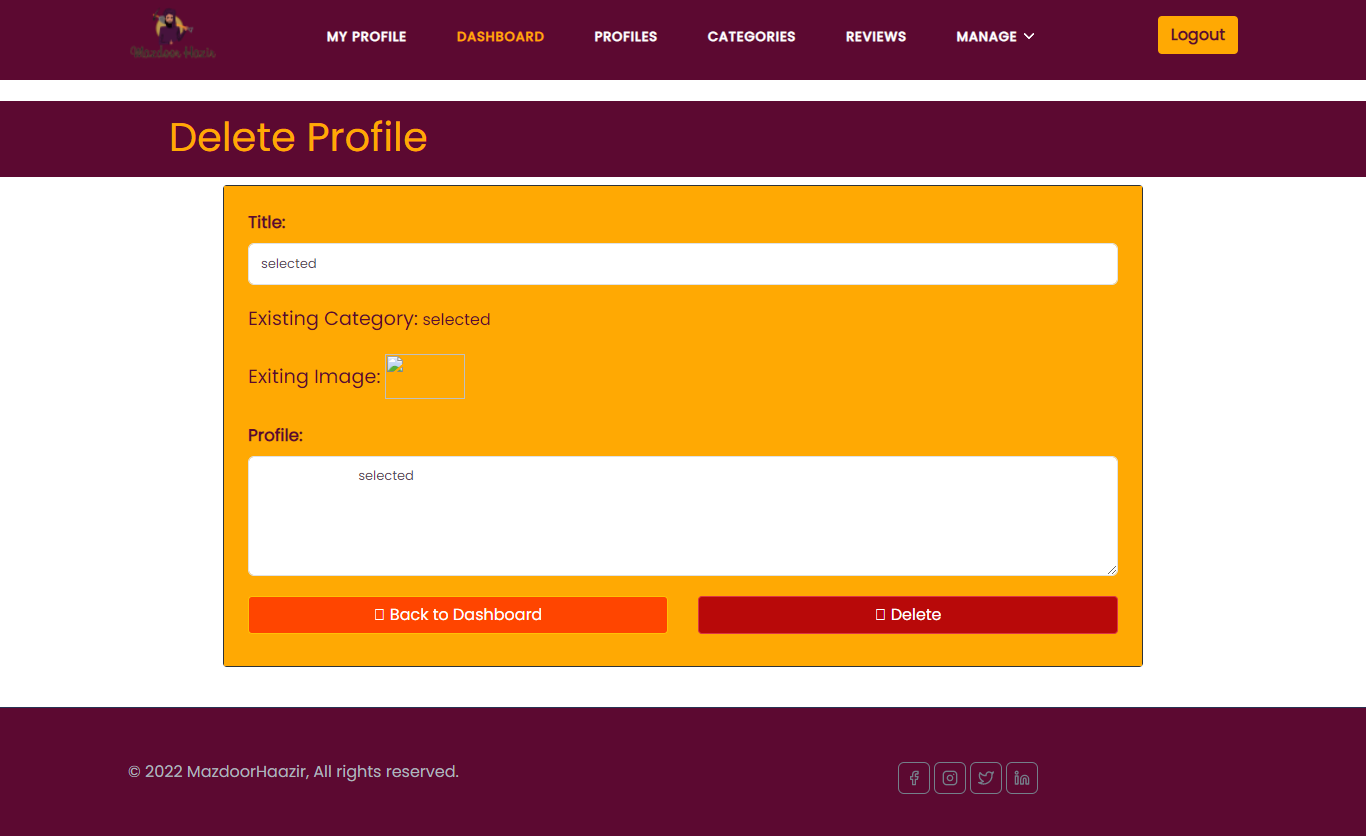 Mazdoor Hazir
MY PROFILE DASHBOARD PROFILES CATEGORIES REVIEWS MANAGE Logout
Delete Profile
Title:
selected
Existing Category: selected
Exiting Image:
Profile:
selected
Back to Dashboard Delete
© 2022 MazdoorHaazir, All rights reserved.